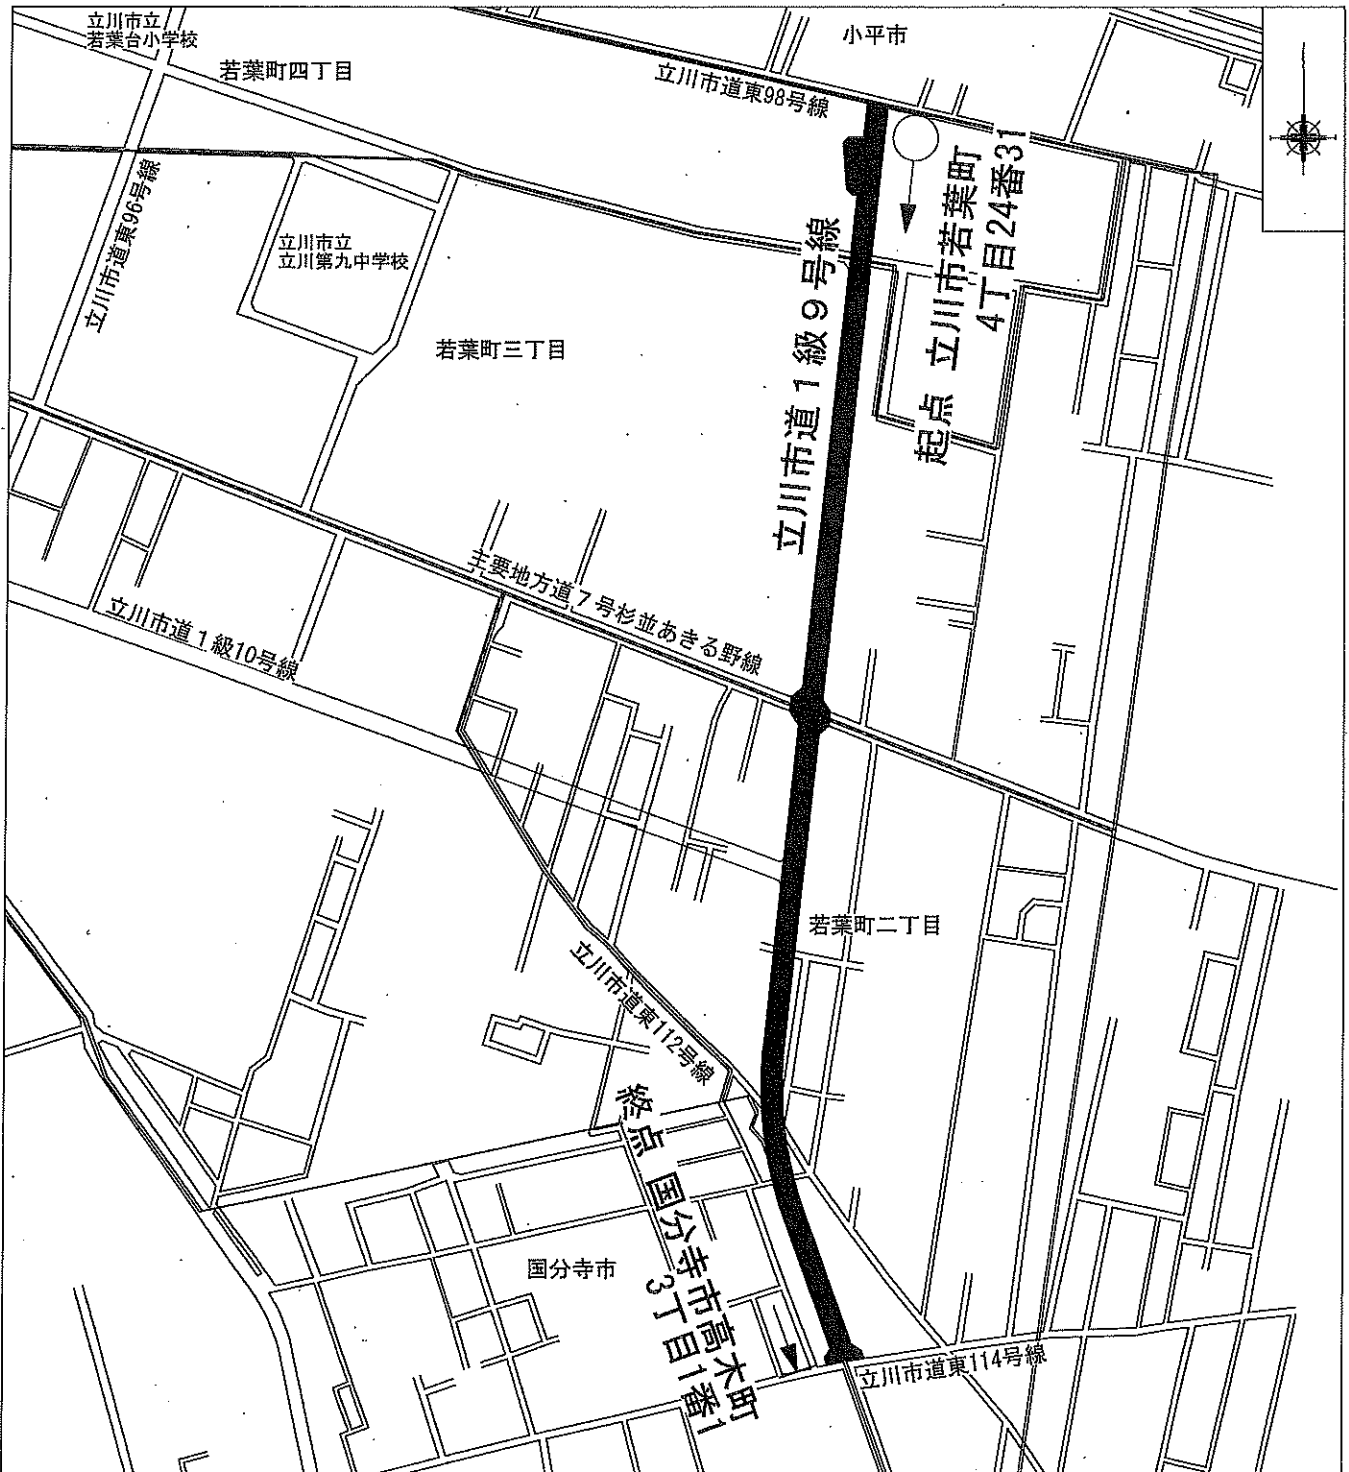 立川市立
若葉台小学校
若葉町四丁目
小平市
立川市道東98号線
立川市道東96号線
立川市立
立川第九中学校
若葉町三丁目
立川市道1級9号線
起点 立川市若葉町
4丁目24番31
主要地方道7号杉並あきる野線
立川市道1級10号線
若葉町二丁目
立川市道東112号線
終点 国分寺市高木町
3丁目1番1
国分寺市
立川市道東114号線